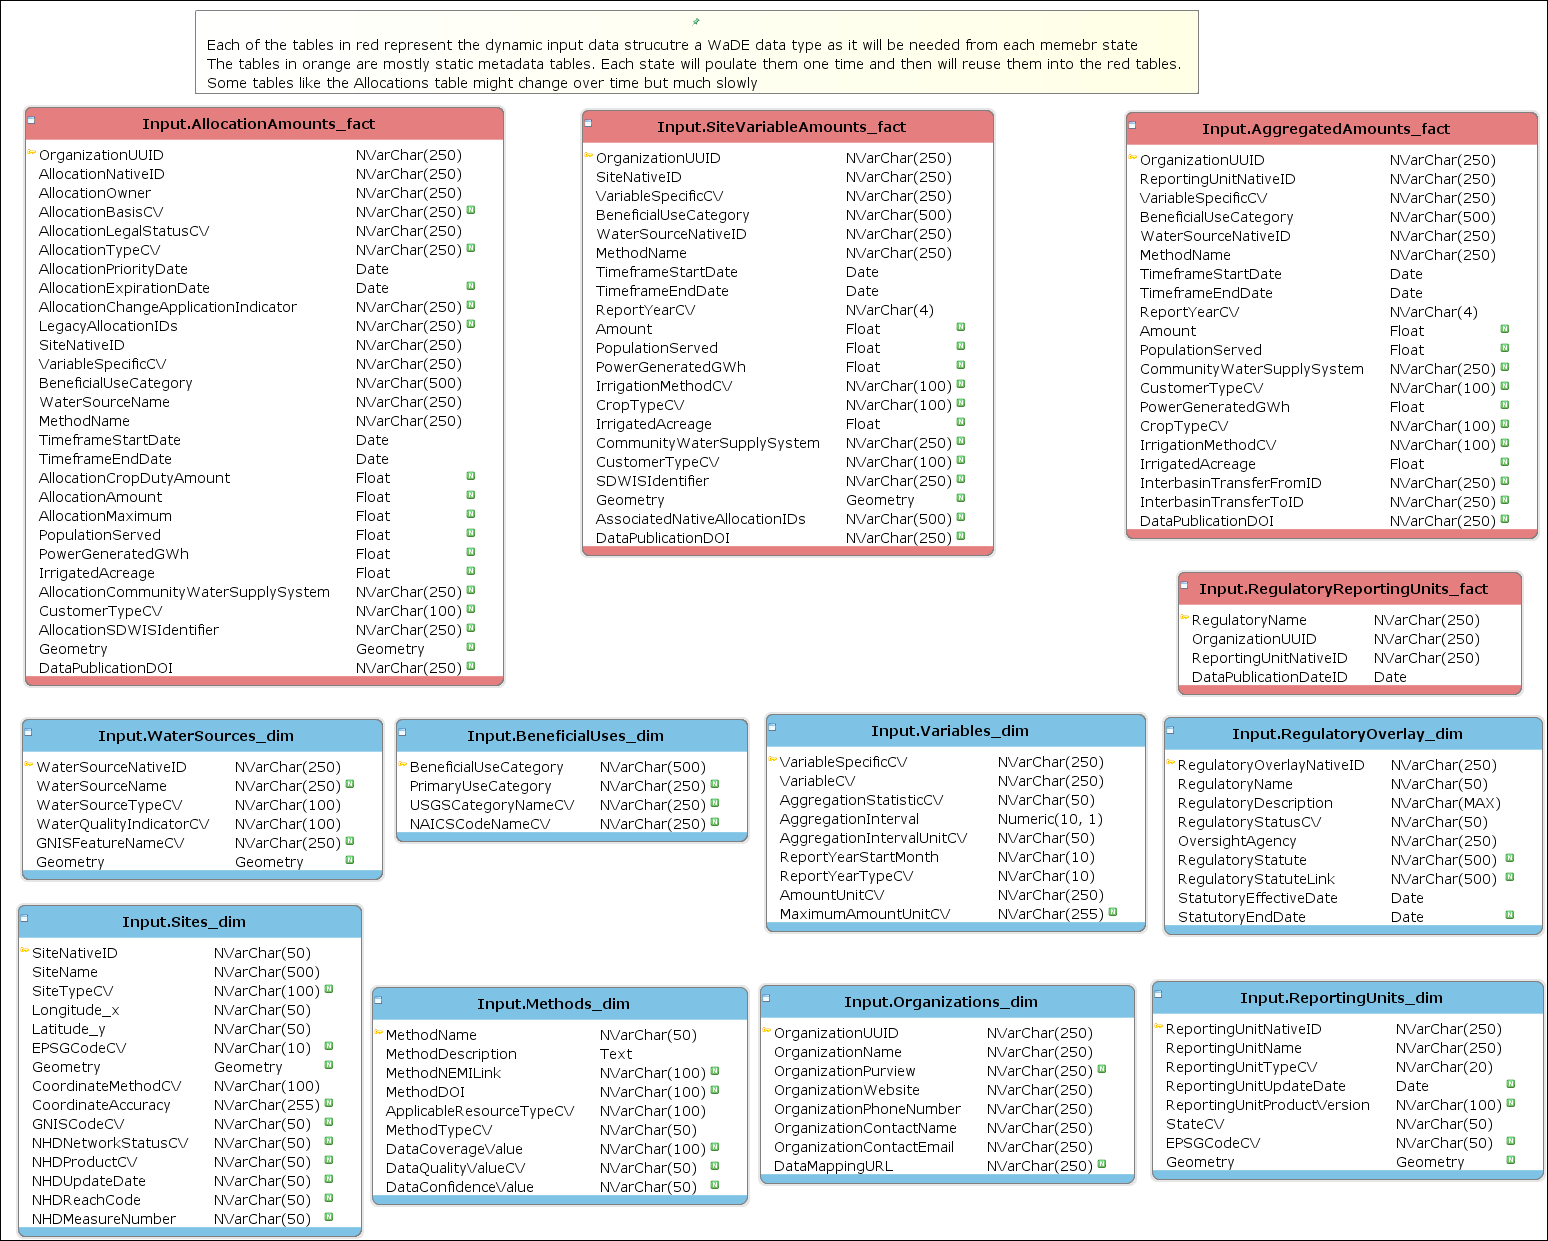 Each of the tables in red represent the dynamic input data strucutre a WaDE data type as it will be needed from each memebr state
The tables in orange are mostly static metadata tables. Each state will poulate them one time and then will reuse them into the red tables.
Some tables like the Allocations table might change over time but much slowly
Input.AllocationAmounts_fact
OrganizationUUID NVarChar(250)
AllocationNativeID NVarChar(250)
AllocationOwner NVarChar(250)
AllocationBasisCV NVarChar(250) N
AllocationLegalStatusCV NVarChar(250)
AllocationTypeCV NVarChar(250) N
AllocationPriorityDate Date
AllocationExpirationDate Date N
AllocationChangeApplicationIndicator NVarChar(250) N
LegacyAllocationIDs NVarChar(250) N
SiteNativeID NVarChar(250)
VariableSpecificCV NVarChar(250)
BeneficialUseCategory NVarChar(500)
WaterSourceName NVarChar(250)
MethodName NVarChar(250)
TimeframeStartDate Date
TimeframeEndDate Date
AllocationCropDutyAmount Float N
AllocationAmount Float N
AllocationMaximum Float N
PopulationServed Float N
PowerGeneratedGWh Float N
IrrigatedAcreage Float N
AllocationCommunityWaterSupplySystem NVarChar(250) N
CustomerTypeCV NVarChar(100) N
AllocationSDWISIdentifier NVarChar(250) N
Geometry Geometry N
DataPublicationDOI NVarChar(250) N
Input.SiteVariableAmounts_fact
OrganizationUUID NVarChar(250)
SiteNativeID NVarChar(250)
VariableSpecificCV NVarChar(250)
BeneficialUseCategory NVarChar(500)
WaterSourceNativeID NVarChar(250)
MethodName NVarChar(250)
TimeframeStartDate Date
TimeframeEndDate Date
ReportYearCV NVarChar(4)
Amount Float N
PopulationServed Float N
PowerGeneratedGWh Float N
IrrigationMethodCV NVarChar(100) N
CropTypeCV NVarChar(100) N
IrrigatedAcreage Float N
CommunityWaterSupplySystem NVarChar(250) N
CustomerTypeCV NVarChar(100) N
SDWISIdentifier NVarChar(250) N
Geometry Geometry N
AssociatedNativeAllocationIDs NVarChar(500) N
DataPublicationDOI NVarChar(250) N
Input.AggregatedAmounts_fact
OrganizationUUID NVarChar(250)
ReportingUnitNativeID NVarChar(250)
VariableSpecificCV NVarChar(250)
BeneficialUseCategory NVarChar(500)
WaterSourceNativeID NVarChar(250)
MethodName NVarChar(250)
TimeframeStartDate Date
TimeframeEndDate Date
ReportYearCV NVarChar(4)
Amount Float N
PopulationServed Float N
CommunityWaterSupplySystem NVarChar(250) N
CustomerTypeCV NVarChar(100) N
PowerGeneratedGWh Float N
CropTypeCV NVarChar(100) N
IrrigationMethodCV NVarChar(100) N
IrrigatedAcreage Float N
InterbasinTransferFromID NVarChar(250) N
InterbasinTransferToID NVarChar(250) N
DataPublicationDOI NVarChar(250) N
Input.RegulatoryReportingUnits_fact
RegulatoryName NVarChar(250)
OrganizationUUID NVarChar(250)
ReportingUnitNativeID NVarChar(250)
DataPublicationDateID Date
Input.WaterSources_dim
WaterSourceNativeID NVarChar(250)
WaterSourceName NVarChar(250) N
WaterSourceTypeCV NVarChar(100)
WaterQualityIndicatorCV NVarChar(100)
GNISFeatureNameCV NVarChar(250) N
Geometry Geometry N
Input.BeneficialUses_dim
BeneficialUseCategory NVarChar(500)
PrimaryUseCategory NVarChar(250) N
USGSCategoryNameCV NVarChar(250) N
NAICSCodeNameCV NVarChar(250) N
Input.Variables_dim
VariableSpecificCV NVarChar(250)
VariableCV NVarChar(250)
AggregationStatisticCV NVarChar(50)
AggregationInterval Numeric(10, 1)
AggregationIntervalUnitCV NVarChar(50)
ReportYearStartMonth NVarChar(10)
ReportYearTypeCV NVarChar(10)
AmountUnitCV NVarChar(250)
MaximumAmountUnitCV NVarChar(255) N
Input.RegulatoryOverlay_dim
RegulatoryOverlayNativeID NVarChar(250)
RegulatoryName NVarChar(50)
RegulatoryDescription NVarChar(MAX)
RegulatoryStatusCV NVarChar(50)
OversightAgency NVarChar(250)
RegulatoryStatute NVarChar(500) N
RegulatoryStatuteLink NVarChar(500) N
StatutoryEffectiveDate Date
StatutoryEndDate Date N
Input.Sites_dim
SiteNativeID NVarChar(50)
SiteName NVarChar(500)
SiteTypeCV NVarChar(100) N
Longitude_x NVarChar(50)
Latitude_y NVarChar(50)
EPSGCodeCV NVarChar(10) N
Geometry Geometry N
CoordinateMethodCV NVarChar(100)
CoordinateAccuracy NVarChar(255) N
GNISCodeCV NVarChar(50) N
NHDNetworkStatusCV NVarChar(50) N
NHDProductCV NVarChar(50) N
NHDUpdateDate NVarChar(50) N
NHDReachCode NVarChar(50) N
NHDMeasureNumber NVarChar(50) N
Input.Methods_dim
MethodName NVarChar(50)
MethodDescription Text
MethodNEMILink NVarChar(100) N
MethodDOI NVarChar(100) N
ApplicableResourceTypeCV NVarChar(100)
MethodTypeCV NVarChar(50)
DataCoverageValue NVarChar(100) N
DataQualityValueCV NVarChar(50) N
DataConfidenceValue NVarChar(50) N
Input.Organizations_dim
OrganizationUUID NVarChar(250)
OrganizationName NVarChar(250)
OrganizationPurview NVarChar(250) N
OrganizationWebsite NVarChar(250)
OrganizationPhoneNumber NVarChar(250)
OrganizationContactName NVarChar(250)
OrganizationContactEmail NVarChar(250)
DataMappingURL NVarChar(250) N
Input.ReportingUnits_dim
ReportingUnitNativeID NVarChar(250)
ReportingUnitName NVarChar(250)
ReportingUnitTypeCV NVarChar(20)
ReportingUnitUpdateDate Date N
ReportingUnitProductVersion NVarChar(100) N
StateCV NVarChar(50)
EPSGCodeCV NVarChar(50) N
Geometry Geometry N